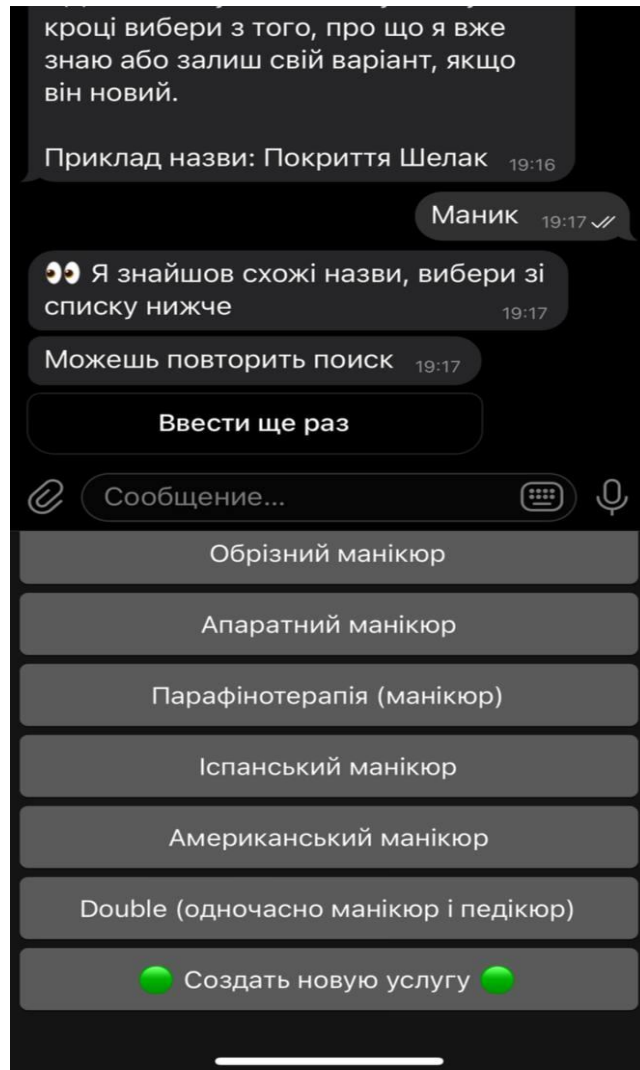 кроці вибери з того, про що я вже
знаю або залиш свій варіант, якщо
він новий.
Приклад назви: Покриття Шелак 19:16
Маник 19:17
👀 Я знайшов схожі назви, вибери зі
списку нижче 19:17
Можешь повторить поиск 19:17
Ввести ще раз
Сообщение...
Обрізний манікюр
Апаратний манікюр
Парафінотерапія (манікюр)
Іспанський манікюр
Американський манікюр
Double (одночасно манікюр і педікюр)
🟢 Создать новую услугу 🟢